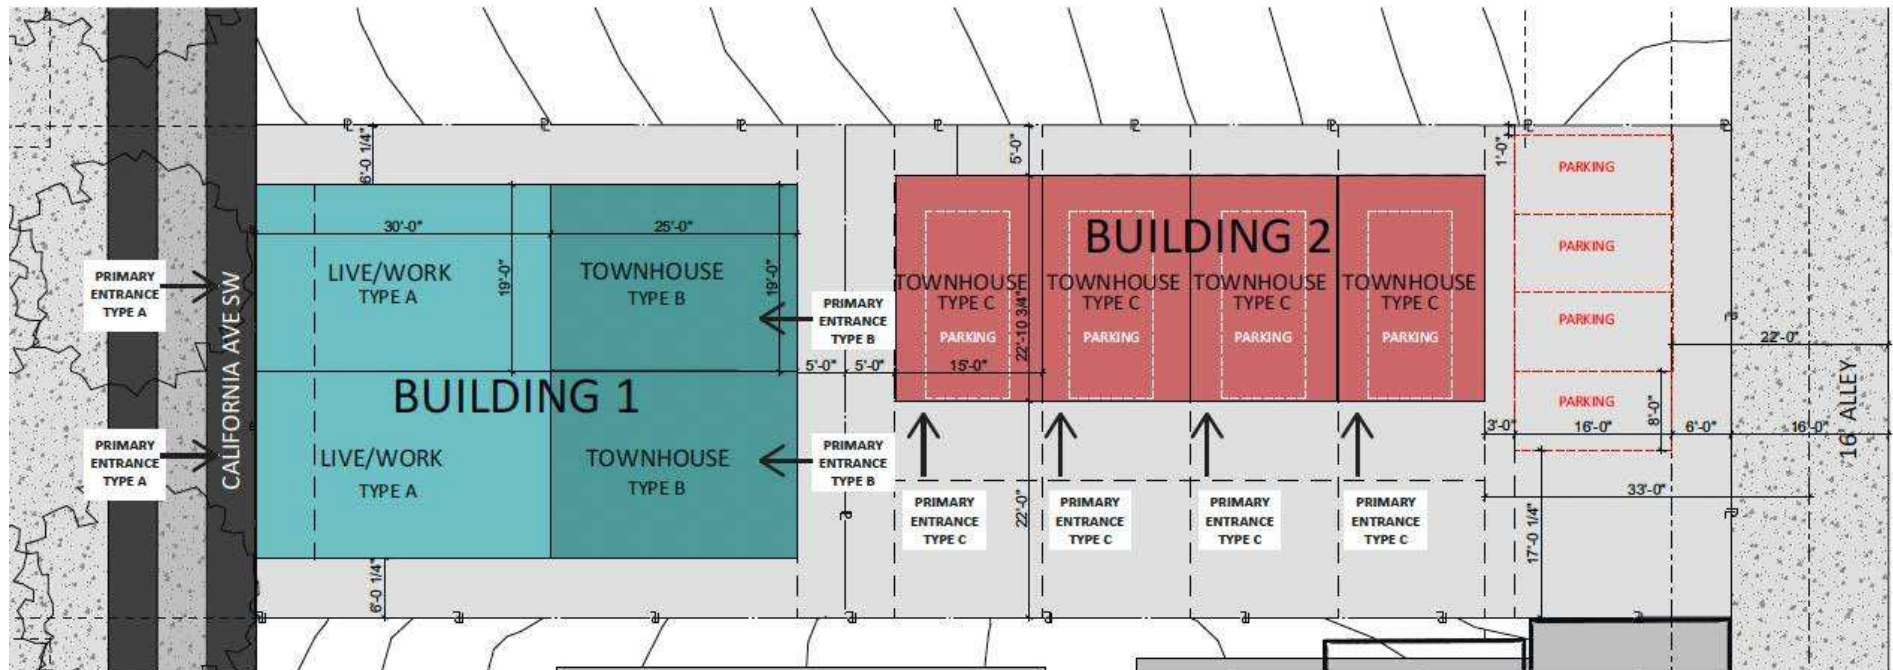 6'-0 1/4"
5'-0"
1'-0"
PARKING
30'-0"
25'-0"
BUILDING 2
PARKING
PRIMARY
ENTRANCE
TYPE A
CALIFORNIA AVE SW
LIVE/WORK
TYPE A
19'-0"
TOWNHOUSE
TYPE B
19'-0"
PRIMARY
ENTRANCE
TYPE B
TOWNHOUSE
TYPE C
PARKING
TOWNHOUSE
TYPE C
PARKING
TOWNHOUSE
TYPE C
PARKING
TOWNHOUSE
TYPE C
PARKING
22'-10 3/4"
PARKING
22'-0"
5'-0"
5'-0"
15'-0"
BUILDING 1
PARKING
8'-0"
3'-0"
16'-0"
6'-0"
16'-0"
16' ALLEY
PRIMARY
ENTRANCE
TYPE A
LIVE/WORK
TYPE A
TOWNHOUSE
TYPE B
PRIMARY
ENTRANCE
TYPE B
33'-0"
PRIMARY
ENTRANCE
TYPE C
22'-0"
PRIMARY
ENTRANCE
TYPE C
PRIMARY
ENTRANCE
TYPE C
PRIMARY
ENTRANCE
TYPE C
17'-0 1/4"
6'-0 1/4"